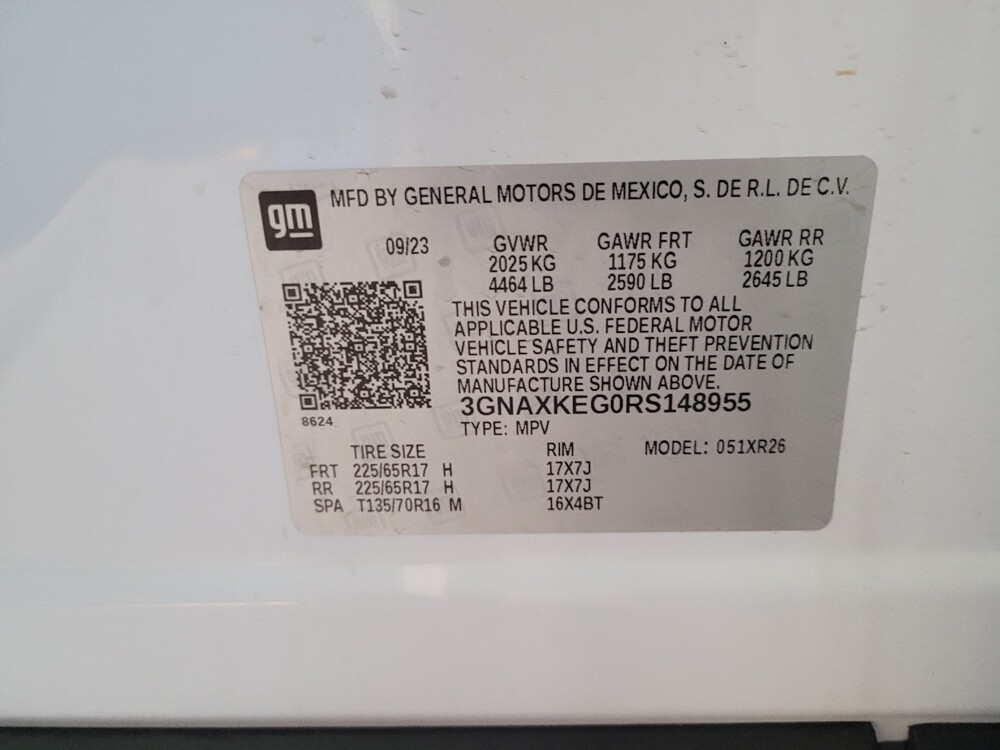 gm
MFD BY GENERAL MOTORS DE MEXICO, S. DE R.L. DE C.V.
09/23 GVWR GAWR FRT GAWR RR
2025 KG 1175 KG 1200 KG
4464 LB 2590 LB 2645 LB
THIS VEHICLE CONFORMS TO ALL
APPLICABLE U.S. FEDERAL MOTOR
VEHICLE SAFETY AND THEFT PREVENTION
STANDARDS IN EFFECT ON THE DATE OF
MANUFACTURE SHOWN ABOVE.
3GNAXKEG0RS148955
8624
TYPE: MPV
TIRE SIZE RIM MODEL: 051XR26
FRT 225/65R17 H 17X7J
RR 225/65R17 H 17X7J
SPA T135/70R16 M 16X4BT